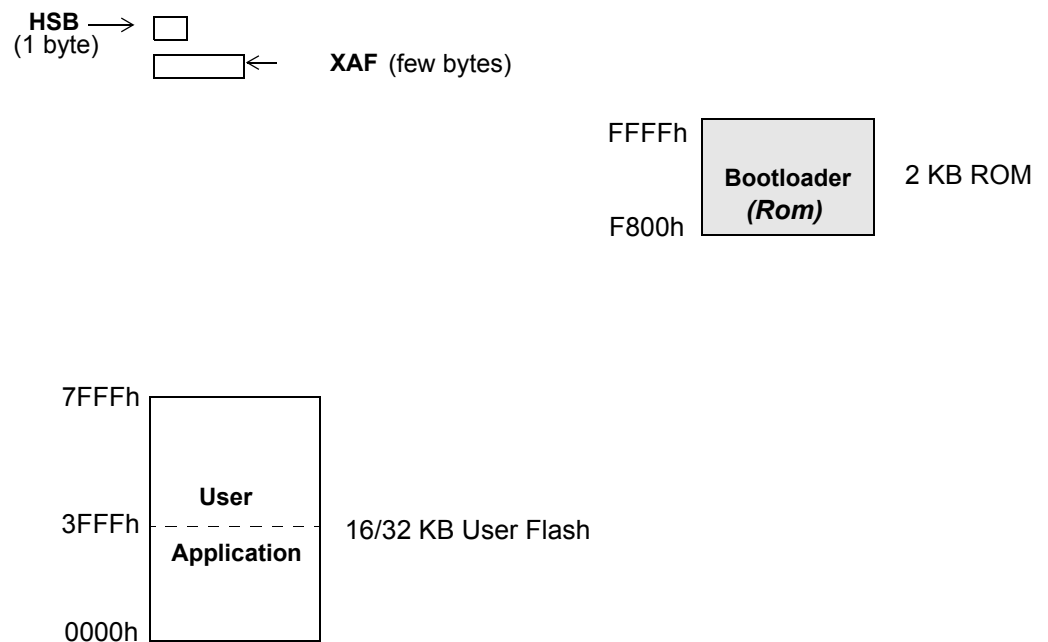 HSB
(1 byte)
XAF (few bytes)
FFFFh
Bootloader
(Rom)
2 KB ROM
F800h
7FFFh
User
3FFFh
16/32 KB User Flash
Application
0000h